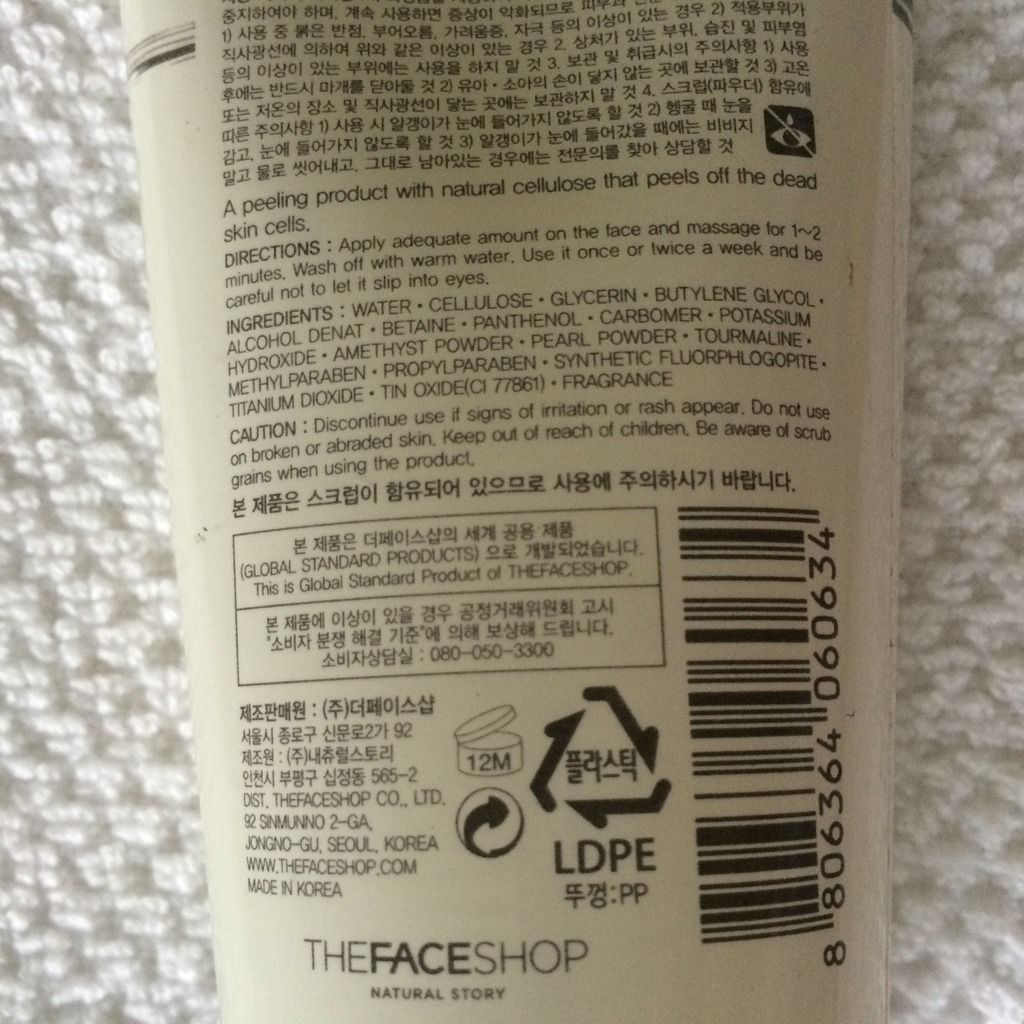 중지하여야 하며, 계속 사용하면 증상이 악화되므로 피부과
1) 사용 중 붉은 반점, 부어오름, 가려움증, 자극 등의 이상이 있는 경우 2) 적용부위가
직사광선에 의하여 위와 같은 이상이 있는 경우 2. 상처가 있는 부위, 습진 및 피부염
등의 이상이 있는 부위에는 사용을 하지 말 것 3. 보관 및 취급시의 주의사항 1) 사용
후에는 반드시 마개를 닫아둘 것 2) 유아·소아의 손이 닿지 않는 곳에 보관할 것 3) 고온
또는 저온의 장소 및 직사광선이 닿는 곳에는 보관하지 말 것 4. 스크럽(파우더) 함유에
따른 주의사항 1) 사용 시 알갱이가 눈에 들어가지 않도록 할 것 2) 헹굴 때 눈을
감고, 눈에 들어가지 않도록 할 것 3) 알갱이가 눈에 들어갔을 때에는 비비지
말고 물로 씻어내고, 그대로 남아있는 경우에는 전문의를 찾아 상담할 것
A peeling product with natural cellulose that peels off the dead
skin cells.
DIRECTIONS : Apply adequate amount on the face and massage for 1~2
minutes. Wash off with warm water. Use it once or twice a week and be
careful not to let it slip into eyes.
INGREDIENTS : WATER · CELLULOSE · GLYCERIN · BUTYLENE GLYCOL ·
ALCOHOL DENAT · BETAINE · PANTHENOL · CARBOMER · POTASSIUM
HYDROXIDE · AMETHYST POWDER · PEARL POWDER · TOURMALINE ·
METHYLPARABEN · PROPYLPARABEN · SYNTHETIC FLUORPHLOGOPITE ·
TITANIUM DIOXIDE · TIN OXIDE(CI 77861) · FRAGRANCE
CAUTION : Discontinue use if signs of irritation or rash appear. Do not use
on broken or abraded skin. Keep out of reach of children. Be aware of scrub
grains when using the product.
본 제품은 스크럽이 함유되어 있으므로 사용에 주의하시기 바랍니다.
본 제품은 더페이스샵의 세계 공용 제품
(GLOBAL STANDARD PRODUCTS) 으로 개발되었습니다.
This is Global Standard Product of THEFACESHOP.
본 제품에 이상이 있을 경우 공정거래위원회 고시
"소비자 분쟁 해결 기준"에 의해 보상해 드립니다.
소비자상담실 : 080-050-3300
제조판매원 : (주)더페이스샵
서울시 종로구 신문로2가 92
제조원 : (주)내츄럴스토리
인천시 부평구 십정동 565-2
DIST. THEFACESHOP CO., LTD.
92 SINMUNNO 2-GA,
JONGNO-GU, SEOUL, KOREA
WWW.THEFACESHOP.COM
MADE IN KOREA
12M
플라스틱
LDPE
뚜껑:PP
8 806364 060634
THEFACESHOP
NATURAL STORY